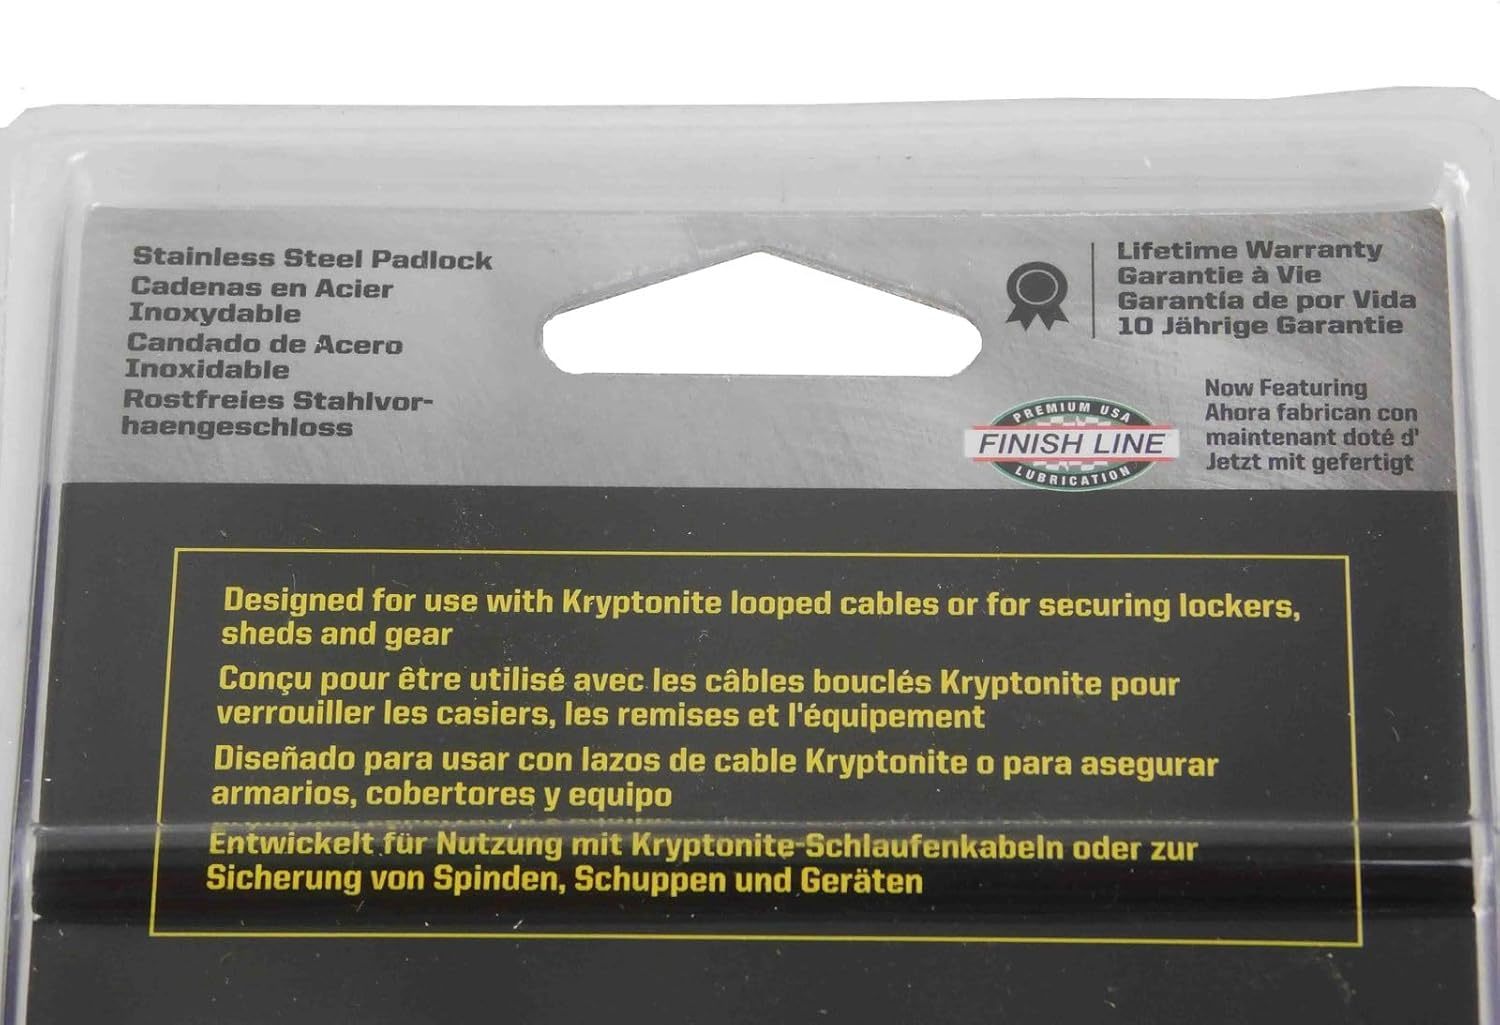 Stainless Steel Padlock
Cadenas en Acier
Inoxydable
Candado de Acero
Inoxidable
Rostfreies Stahlvor-
haengeschloss
Lifetime Warranty
Garantie à Vie
Garantía de por Vida
10 Jährige Garantie
PREMIUM USA
FINISH LINE
LUBRICATION
Now Featuring
Ahora fabrican con
maintenant doté d'
Jetzt mit gefertigt
Designed for use with Kryptonite looped cables or for securing lockers,
sheds and gear
Conçu pour être utilisé avec les câbles bouclés Kryptonite pour
verrouiller les casiers, les remises et l'équipement
Diseñado para usar con lazos de cable Kryptonite o para asegurar
armarios, cobertores y equipo
Entwickelt für Nutzung mit Kryptonite-Schlaufenkabeln oder zur
Sicherung von Spinden, Schuppen und Geräten